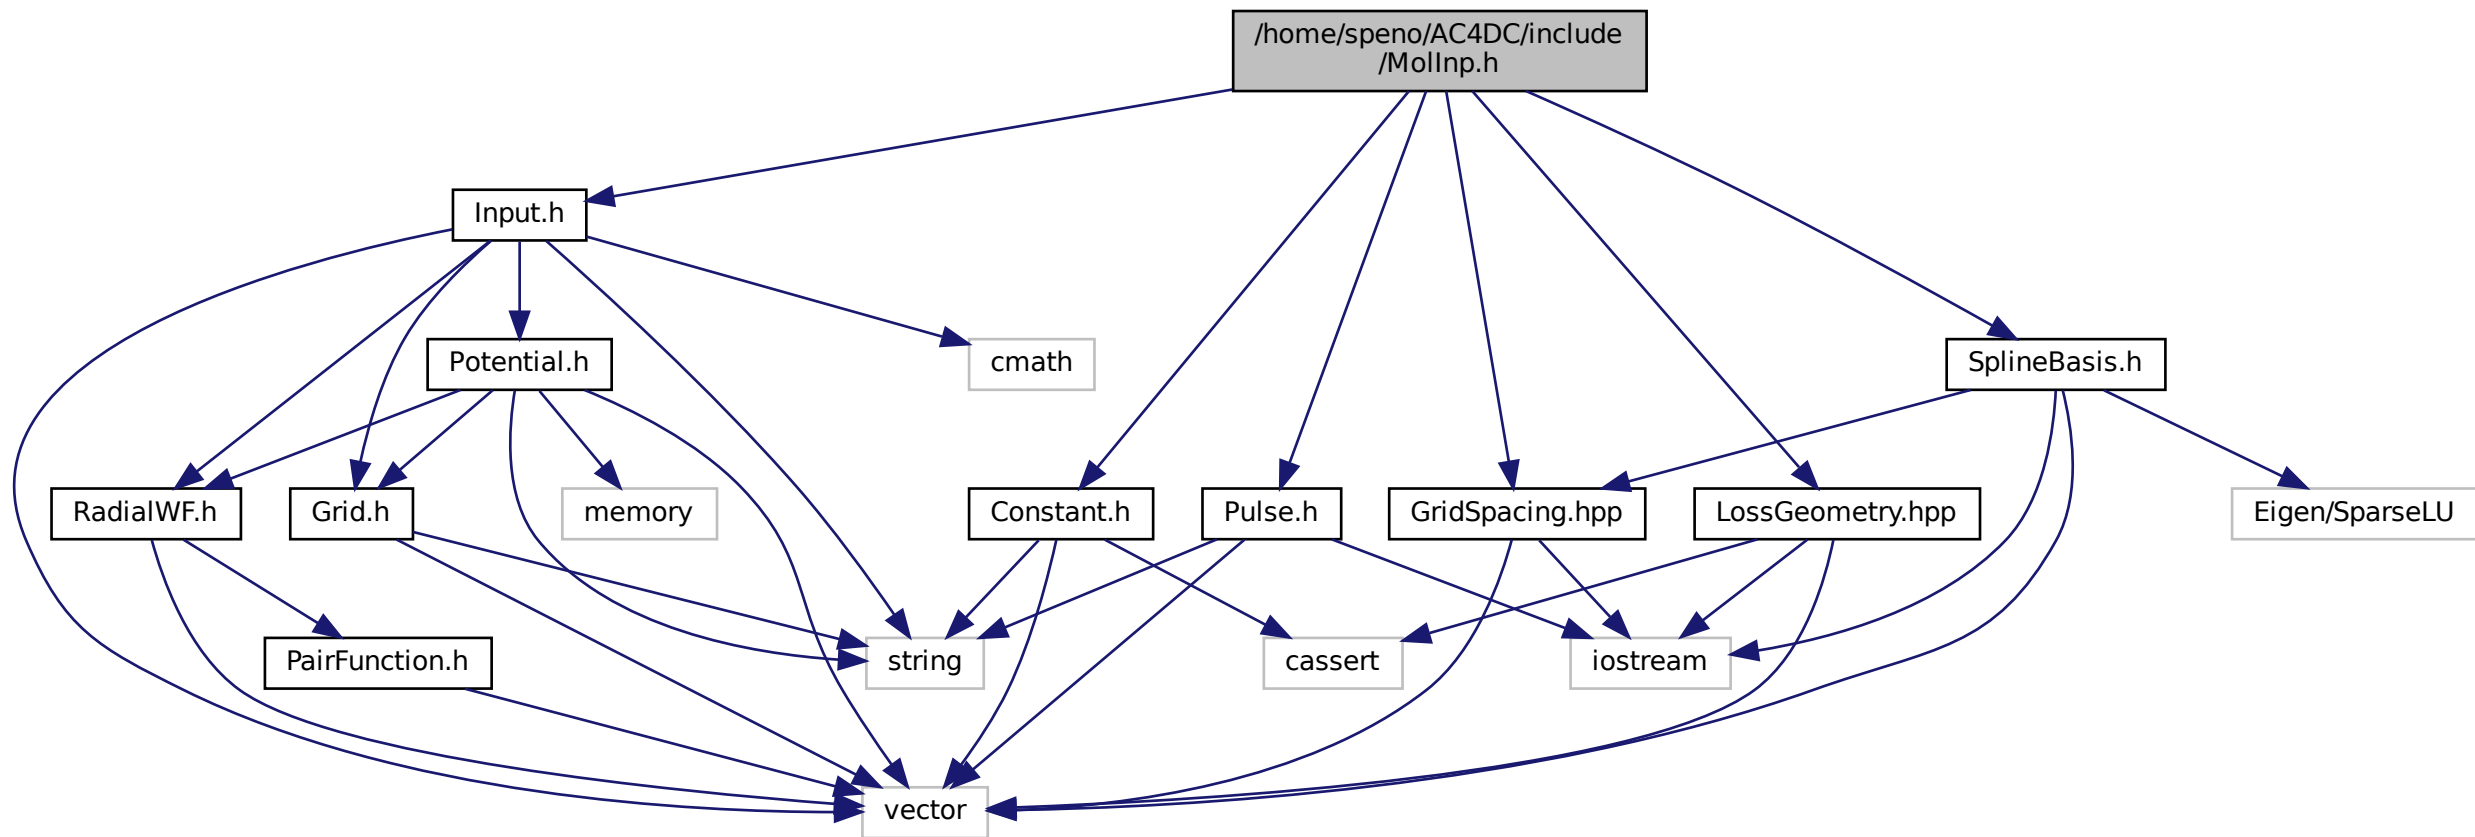 /home/speno/AC4DC/include
/MolInp.h
Input.h
Potential.h
cmath
SplineBasis.h
RadialWF.h
Grid.h
memory
Constant.h
Pulse.h
GridSpacing.hpp
LossGeometry.hpp
Eigen/SparseLU
PairFunction.h
string
cassert
iostream
vector